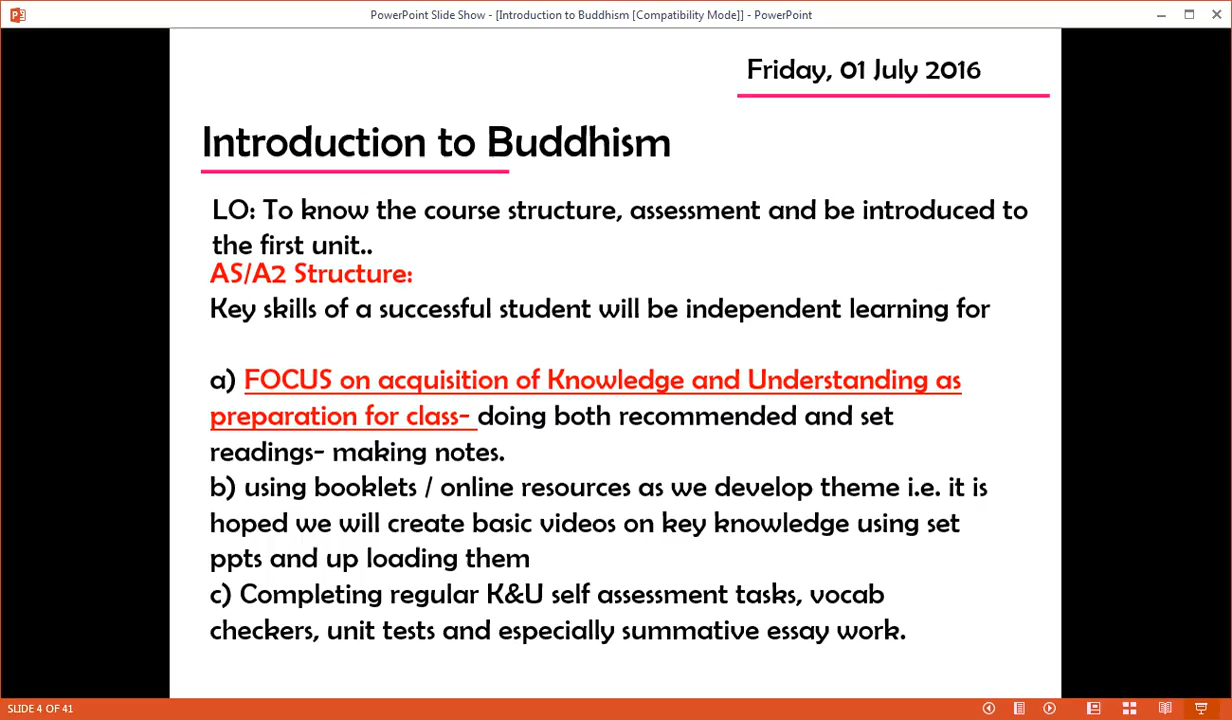 PowerPoint Slide Show - [Introduction to Buddhism [Compatibility Mode]] - PowerPoint
Friday, 01 July 2016
Introduction to Buddhism
LO: To know the course structure, assessment and be introduced to
the first unit..
AS/A2 Structure:
Key skills of a successful student will be independent learning for
a) FOCUS on acquisition of Knowledge and Understanding as
preparation for class- doing both recommended and set
readings- making notes.
b) using booklets / online resources as we develop theme i.e. it is
hoped we will create basic videos on key knowledge using set
ppts and up loading them
c) Completing regular K&U self assessment tasks, vocab
checkers, unit tests and especially summative essay work.
SLIDE 4 OF 41